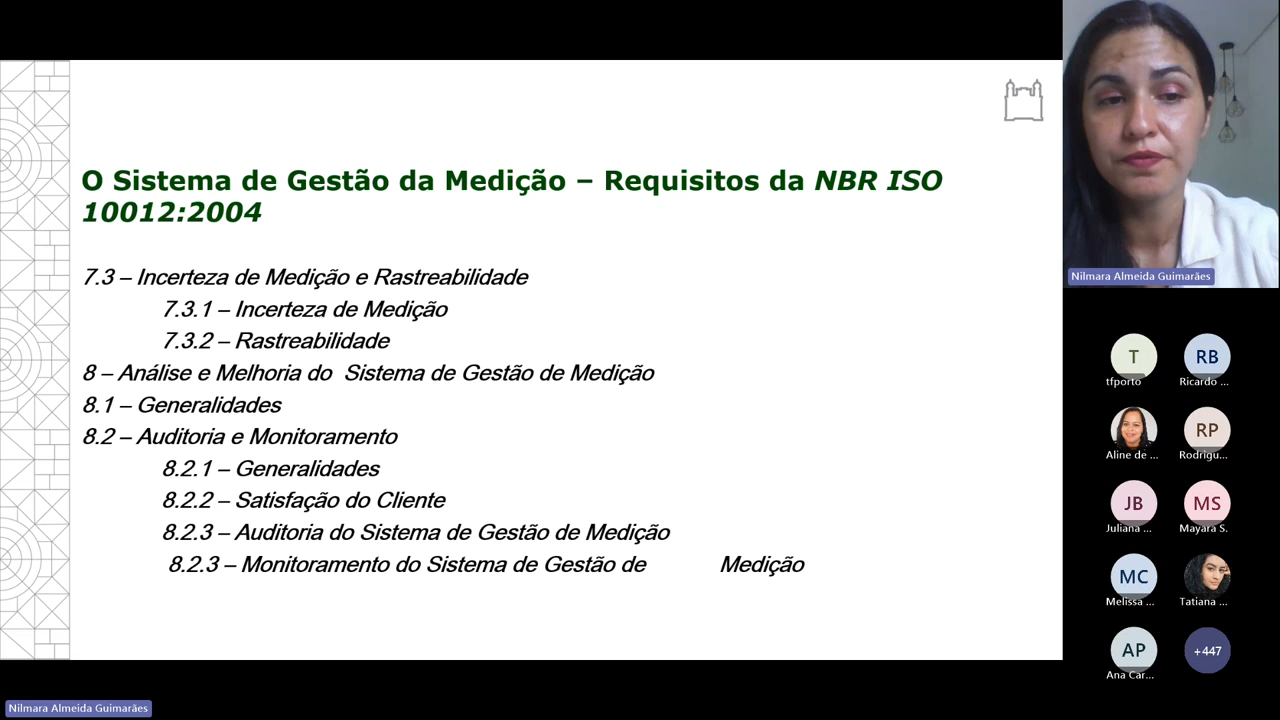 O Sistema de Gestão da Medição – Requisitos da NBR ISO
10012:2004
7.3 – Incerteza de Medição e Rastreabilidade
7.3.1 – Incerteza de Medição
7.3.2 – Rastreabilidade
8 – Análise e Melhoria do Sistema de Gestão de Medição
8.1 – Generalidades
8.2 – Auditoria e Monitoramento
8.2.1 – Generalidades
8.2.2 – Satisfação do Cliente
8.2.3 – Auditoria do Sistema de Gestão de Medição
8.2.3 – Monitoramento do Sistema de Gestão de Medição
Nilmara Almeida Guimarães
T
tfporto
RB
Ricardo ...
Aline de ...
RP
Rodrigu...
JB
Juliana ...
MS
Mayara S.
MC
Melissa ...
Tatiana ...
AP
Ana Car...
+447
Nilmara Almeida Guimarães